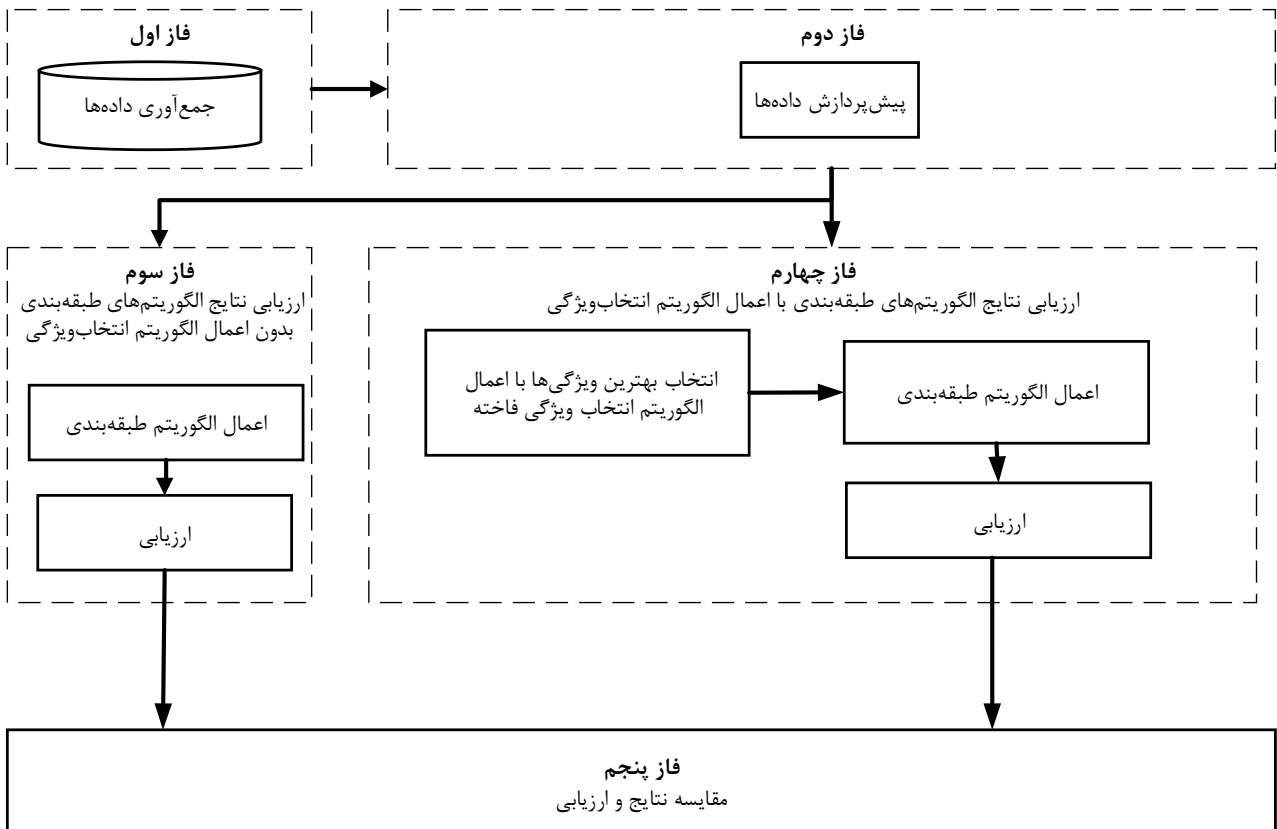 فاز اول
جمع‌آوری داده‌ها
فاز دوم
پیش‌پردازش داده‌ها
فاز سوم
ارزیابی نتایج الگوریتم‌های طبقه‌بندی
بدون اعمال الگوریتم انتخاب‌ویژگی
اعمال الگوریتم طبقه‌بندی
ارزیابی
فاز چهارم
ارزیابی نتایج الگوریتم‌های طبقه‌بندی با اعمال الگوریتم انتخاب‌ویژگی
انتخاب بهترین ویژگی‌ها با اعمال
الگوریتم انتخاب ویژگی فاخته
اعمال الگوریتم طبقه‌بندی
ارزیابی
فاز پنجم
مقایسه نتایج و ارزیابی